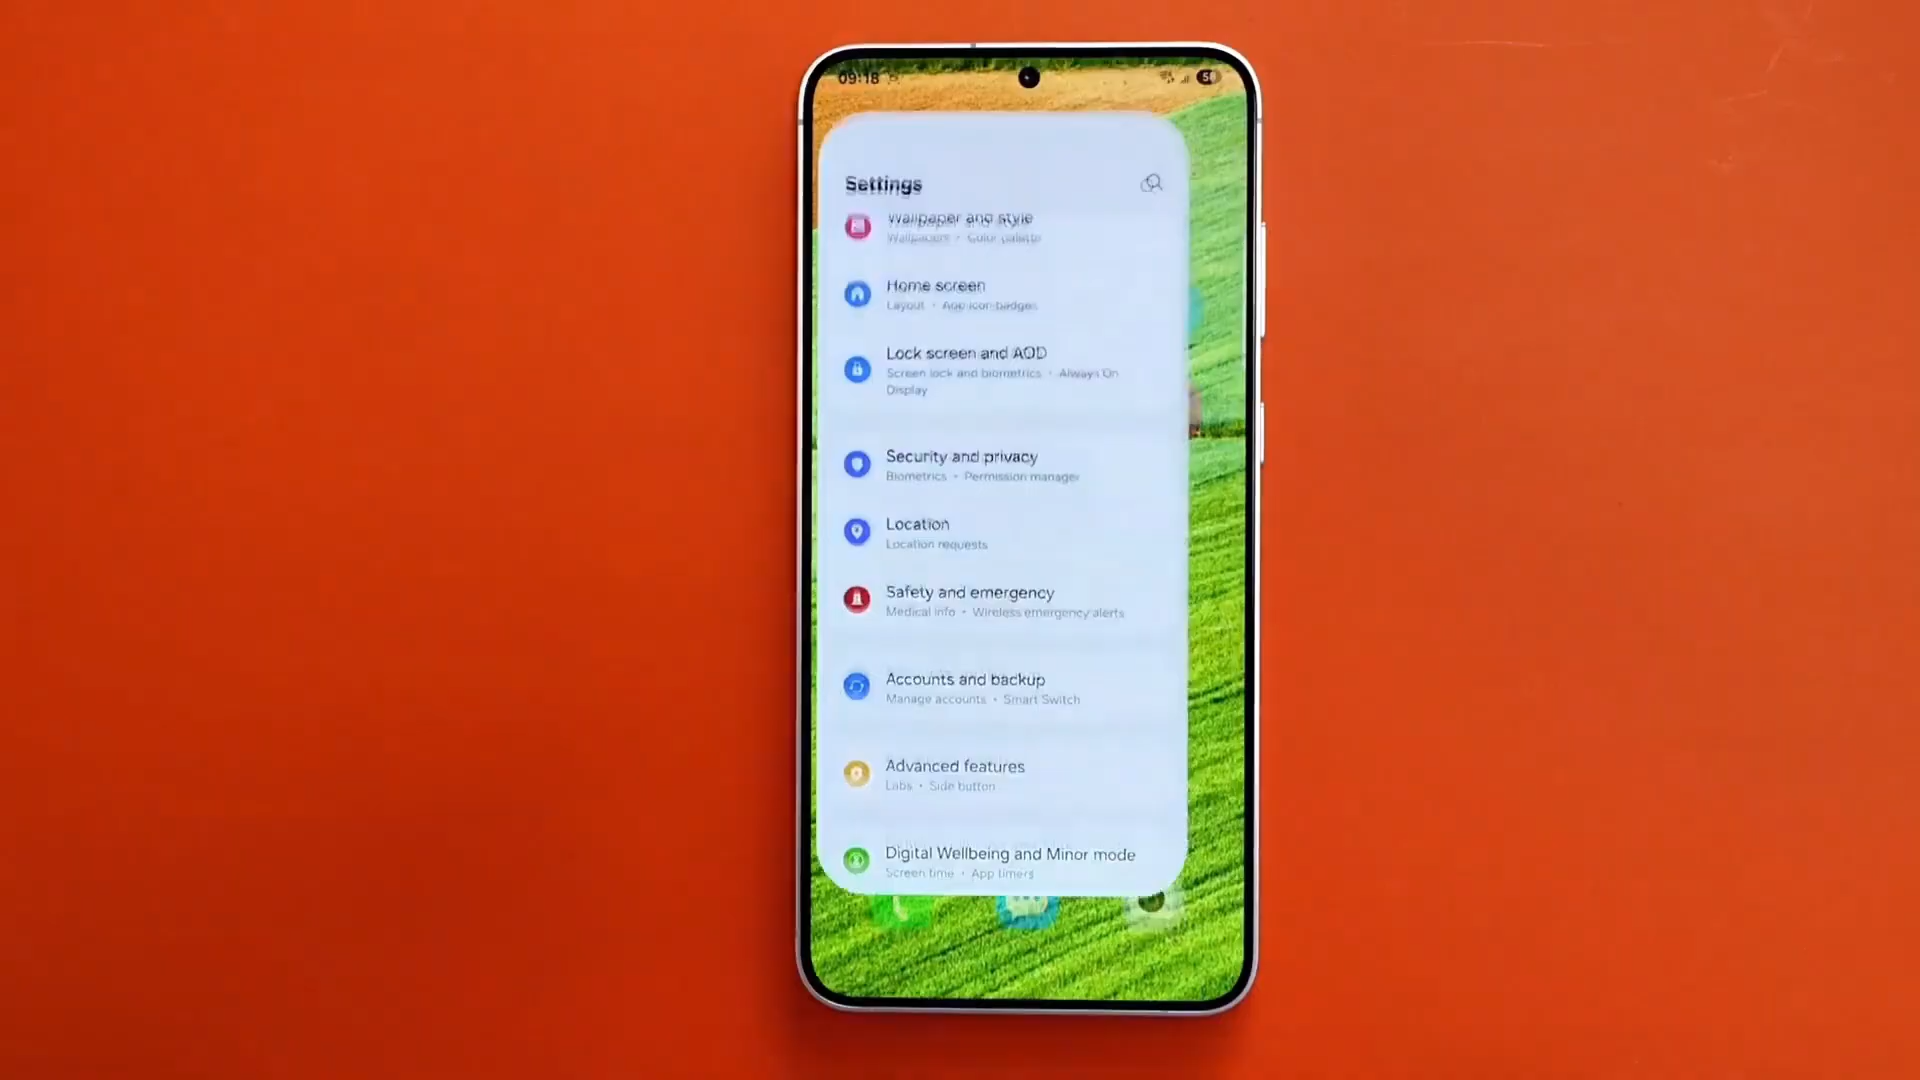 09:18
Settings
Wallpaper and style
Wallpapers • Color palette
Home screen
Layout • App icon badges
Lock screen and AOD
Screen lock and biometrics • Always On
Display
Security and privacy
Biometrics • Permission manager
Location
Location requests
Safety and emergency
Medical info • Wireless emergency alerts
Accounts and backup
Manage accounts • Smart Switch
Advanced features
Labs • Side button
Digital Wellbeing and Minor mode
Screen time • App timers